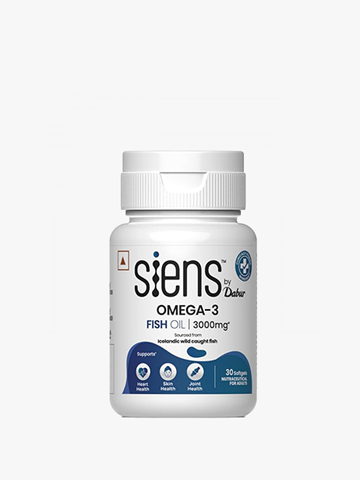 siens™
by Dabur
OMEGA-3
FISH OIL | 3000mg*
Sourced from
Icelandic wild caught fish
Supports*
Heart Health
Skin Health
Joint Health
30 Softgels
NUTRACEUTICAL
FOR ADULTS